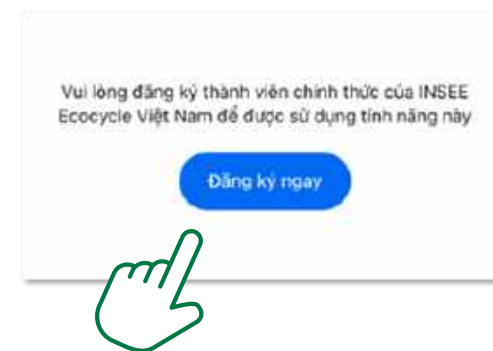 Vui lòng đăng ký thành viên chính thức của INSEE
Ecocycle Việt Nam để được sử dụng tính năng này
Đăng ký ngay